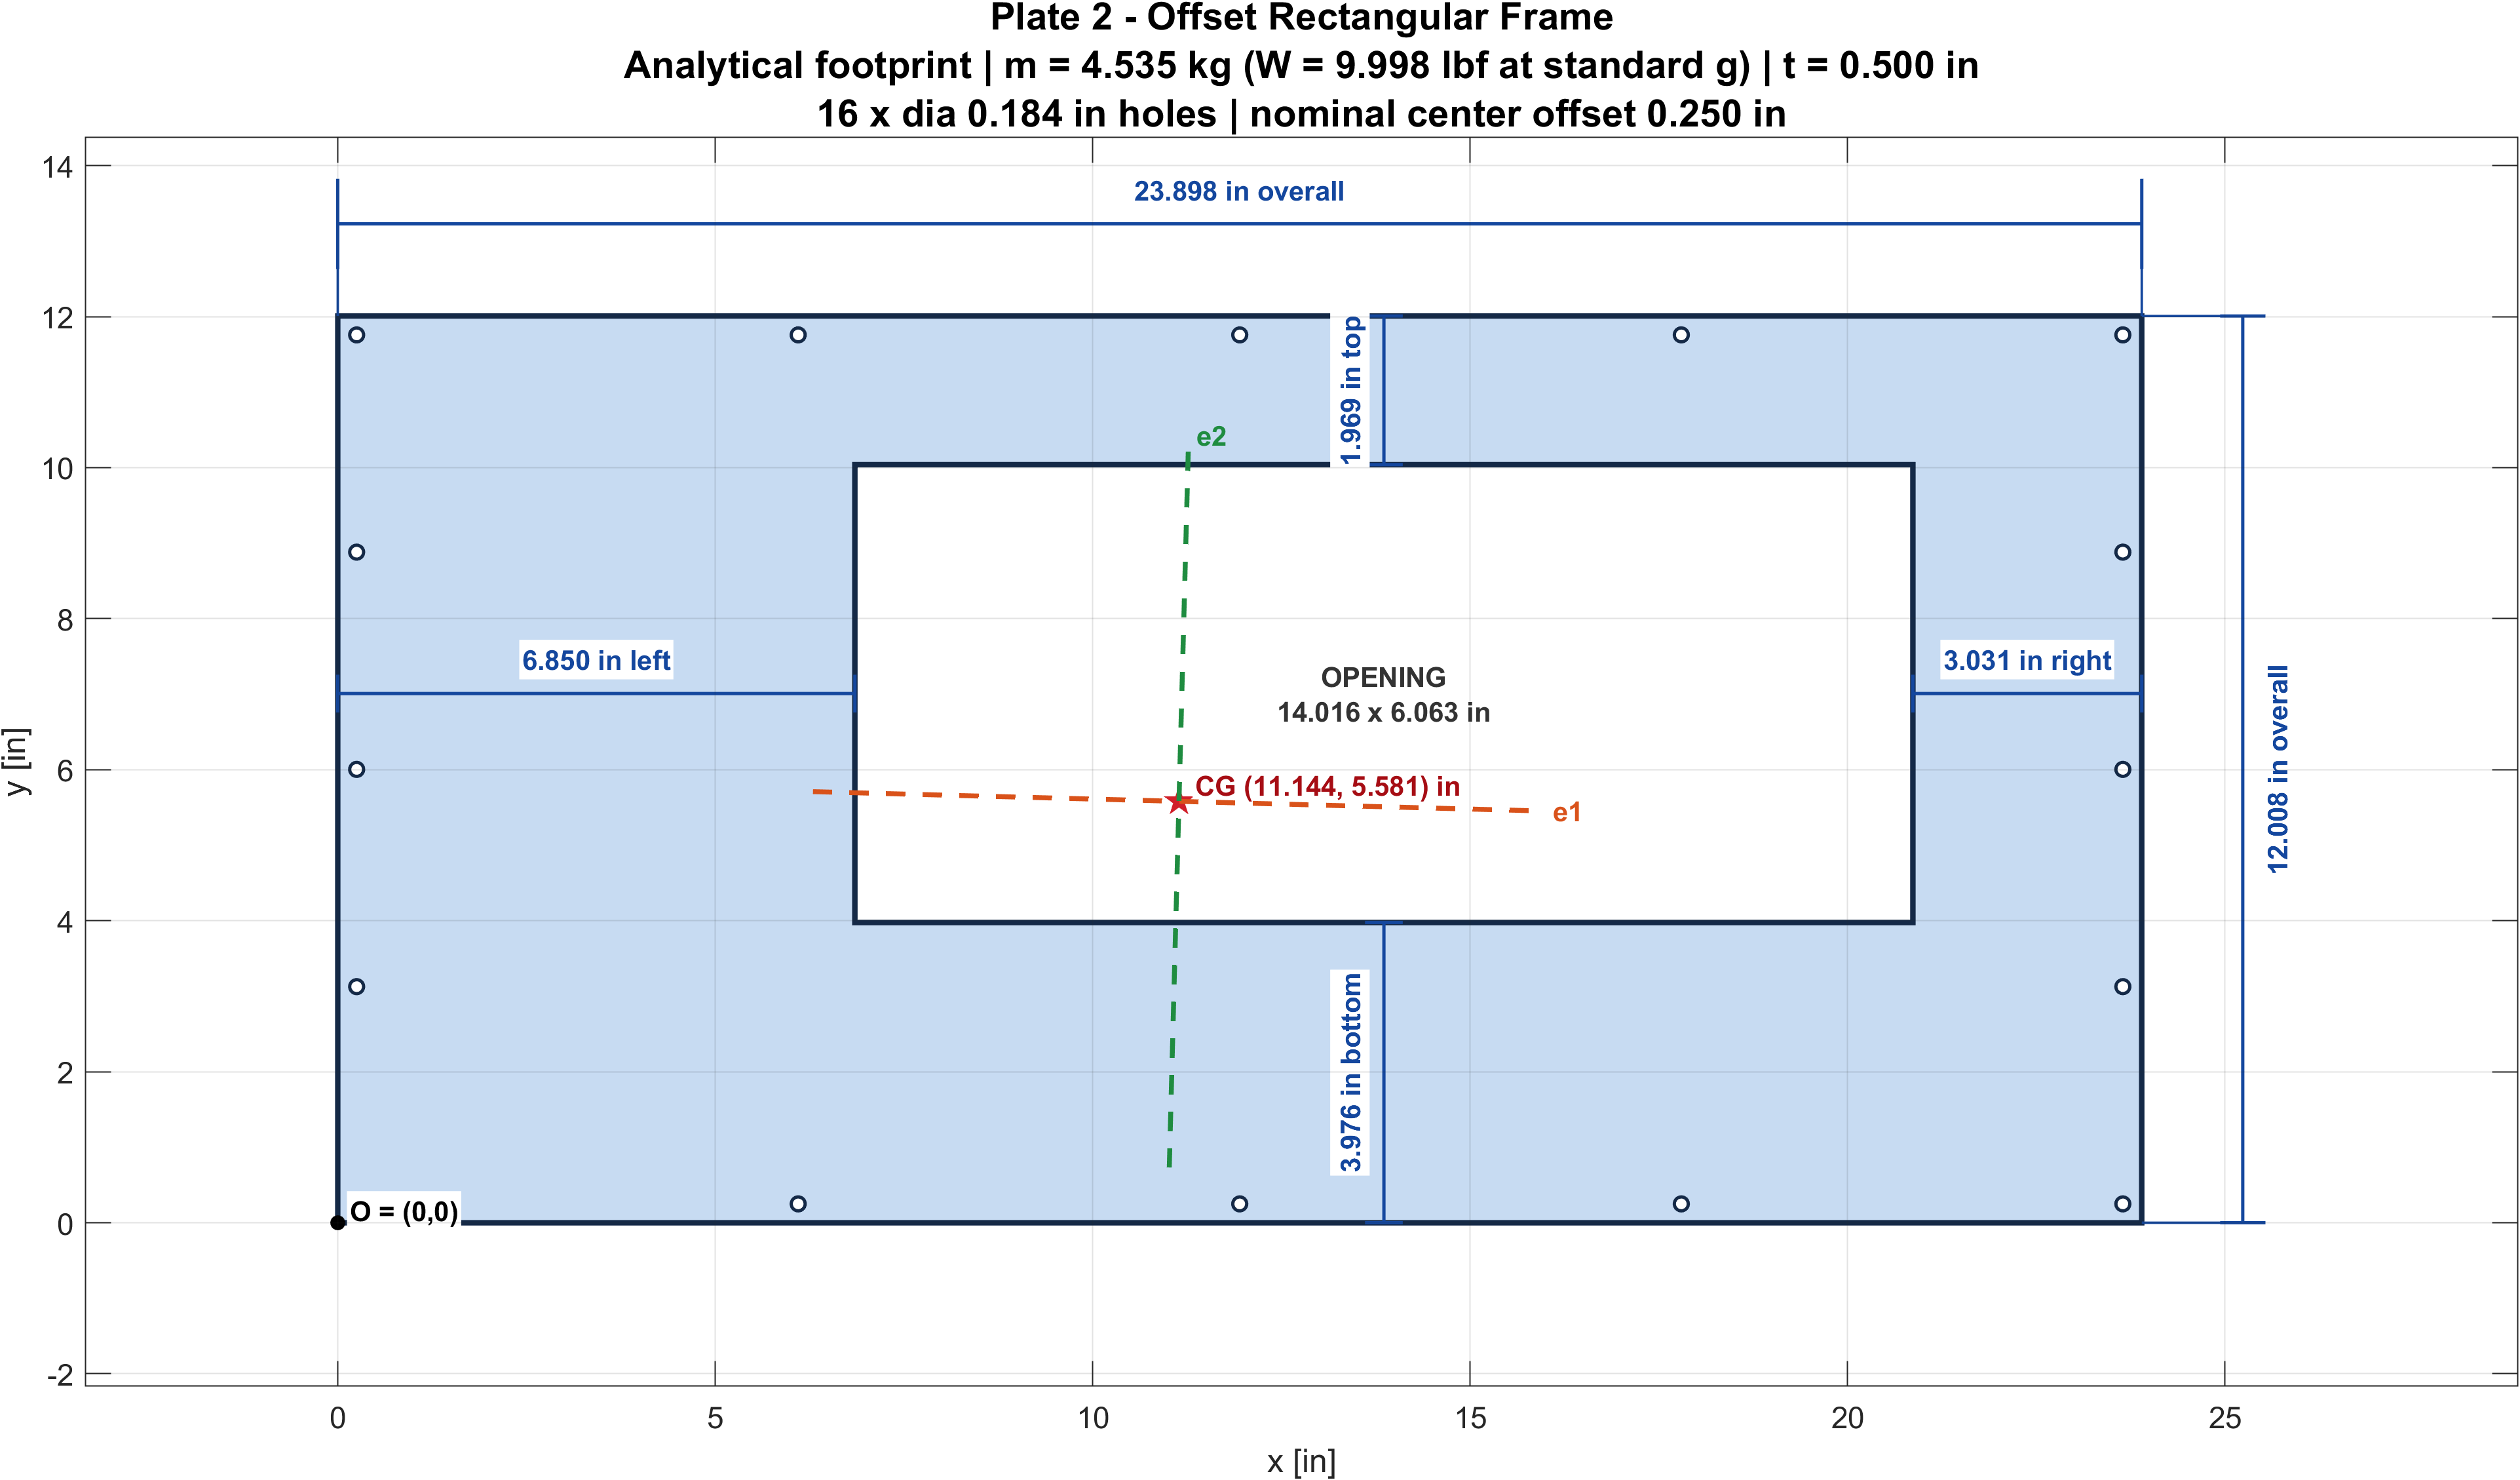 Plate 2 - Offset Rectangular Frame
Analytical footprint | m = 4.535 kg (W = 9.998 lbf at standard g) | t = 0.500 in
16 x dia 0.184 in holes | nominal center offset 0.250 in
14
23.898 in overall
12
1.969 in top
e2
10
8
6.850 in left
3.031 in right
OPENING
14.016 x 6.063 in
12.008 in overall
y [in]
6
CG (11.144, 5.581) in
e1
4
3.976 in bottom
2
O = (0,0)
0
-2
0
5
10
15
20
25
x [in]